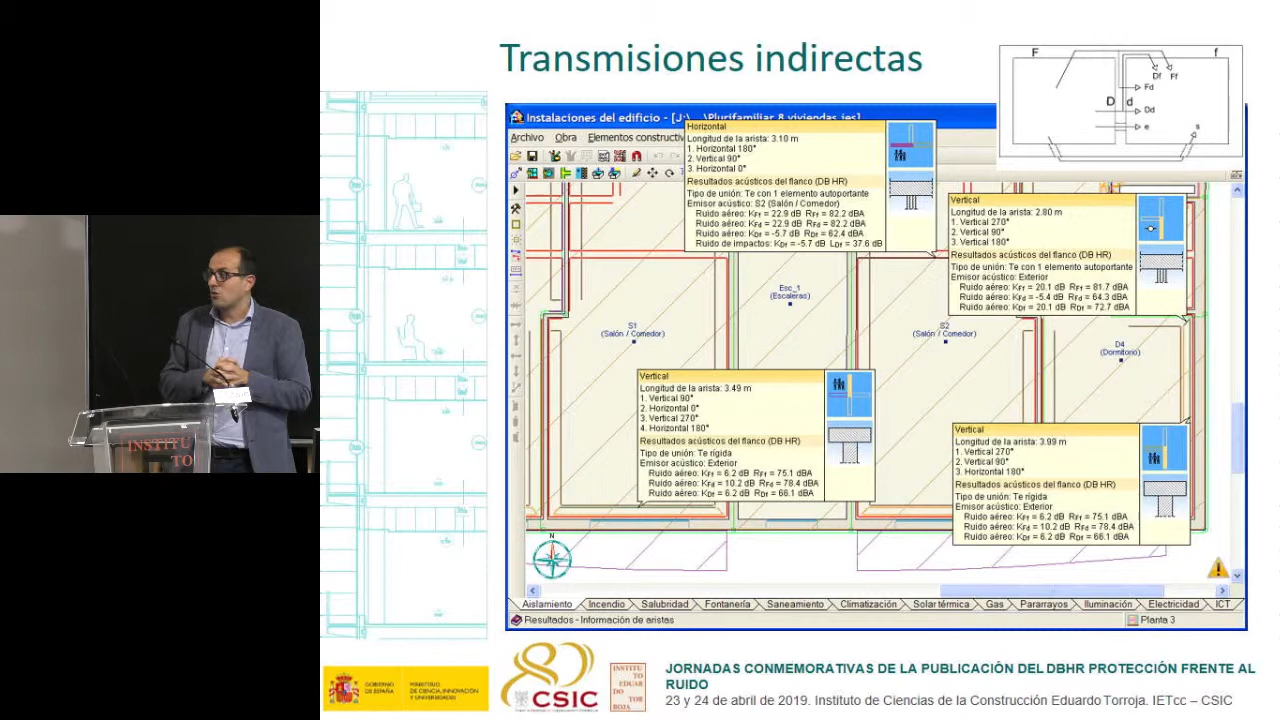 Transmisiones indirectas
F
f
Df Ff
Fd
D d
Dd
e
s
Instalaciones del edificio - [J:\...\Plurifamiliar 8 viviendas.ies]
Archivo Obra Elementos constructiv
Horizontal
Longitud de la arista: 3.10 m
1. Horizontal 180°
2. Vertical 90°
3. Horizontal 0°
Resultados acústicos del flanco (DB HR)
Tipo de unión: Te con 1 elemento autoportante
Emisor acústico: S2 (Salón / Comedor)
Ruido aéreo: KFf = 22.9 dB RFf = 82.2 dBA
Ruido aéreo: KFd = 22.9 dB RFd = 82.2 dBA
Ruido aéreo: KDf = -5.7 dB RDf = 62.4 dBA
Ruido de impactos: KDf = -5.7 dB LDf = 37.6 dB
Vertical
Longitud de la arista: 2.80 m
1. Vertical 270°
2. Vertical 90°
3. Vertical 180°
Resultados acústicos del flanco (DB HR)
Tipo de unión: Te con 1 elemento autoportante
Emisor acústico: Exterior
Ruido aéreo: KFf = 20.1 dB RFf = 81.7 dBA
Ruido aéreo: KFd = -5.4 dB RFd = 64.3 dBA
Ruido aéreo: KDf = 20.1 dB RDf = 72.7 dBA
Esc_1
(Escaleras)
S1
(Salón / Comedor)
S2
(Salón / Comedor)
D4
(Dormitorio)
Vertical
Longitud de la arista: 3.49 m
1. Vertical 90°
2. Horizontal 0°
3. Vertical 270°
4. Horizontal 180°
Resultados acústicos del flanco (DB HR)
Tipo de unión: Te rígida
Emisor acústico: Exterior
Ruido aéreo: KFf = 6.2 dB RFf = 75.1 dBA
Ruido aéreo: KFd = 10.2 dB RFd = 78.4 dBA
Ruido aéreo: KDf = 6.2 dB RDf = 66.1 dBA
Vertical
Longitud de la arista: 3.99 m
1. Vertical 270°
2. Vertical 90°
3. Horizontal 180°
Resultados acústicos del flanco (DB HR)
Tipo de unión: Te rígida
Emisor acústico: Exterior
Ruido aéreo: KFf = 6.2 dB RFf = 75.1 dBA
Ruido aéreo: KFd = 10.2 dB RFd = 78.4 dBA
Ruido aéreo: KDf = 6.2 dB RDf = 66.1 dBA
N
Aislamiento Incendio Salubridad Fontanería Saneamiento Climatización Solar térmica Gas Pararrayos Iluminación Electricidad ICT
Resultados - Información de aristas
Planta 3
INSTITU
TO
GOBIERNO
DE ESPAÑA
MINISTERIO
DE CIENCIA, INNOVACIÓN
Y UNIVERSIDADES
80
CSIC
INSTITU
TO
EDUAR
DO TOR
ROJA
JORNADAS CONMEMORATIVAS DE LA PUBLICACIÓN DEL DBHR PROTECCIÓN FRENTE AL
RUIDO
23 y 24 de abril de 2019. Instituto de Ciencias de la Construcción Eduardo Torroja. IETcc – CSIC